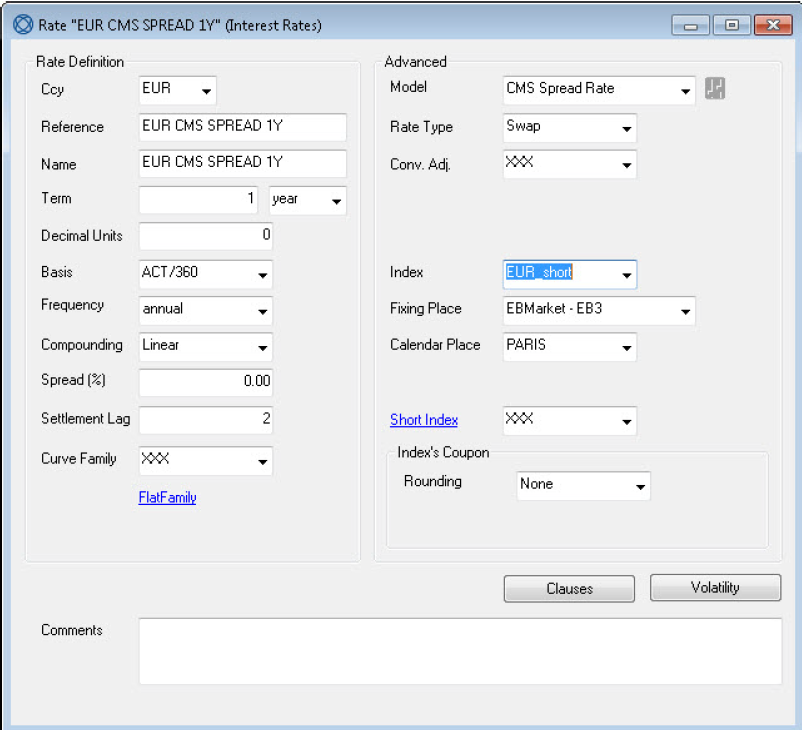 Rate "EUR CMS SPREAD 1Y" (Interest Rates)
Rate Definition
Ccy EUR
Reference EUR CMS SPREAD 1Y
Name EUR CMS SPREAD 1Y
Term 1 year
Decimal Units 0
Basis ACT/360
Frequency annual
Compounding Linear
Spread (%) 0.00
Settlement Lag 2
Curve Family XXX
FlatFamily
Advanced
Model CMS Spread Rate
Rate Type Swap
Conv. Adj. XXX
Index EUR_short
Fixing Place EBMarket - EB3
Calendar Place PARIS
Short Index XXX
Index's Coupon
Rounding None
Clauses Volatility
Comments